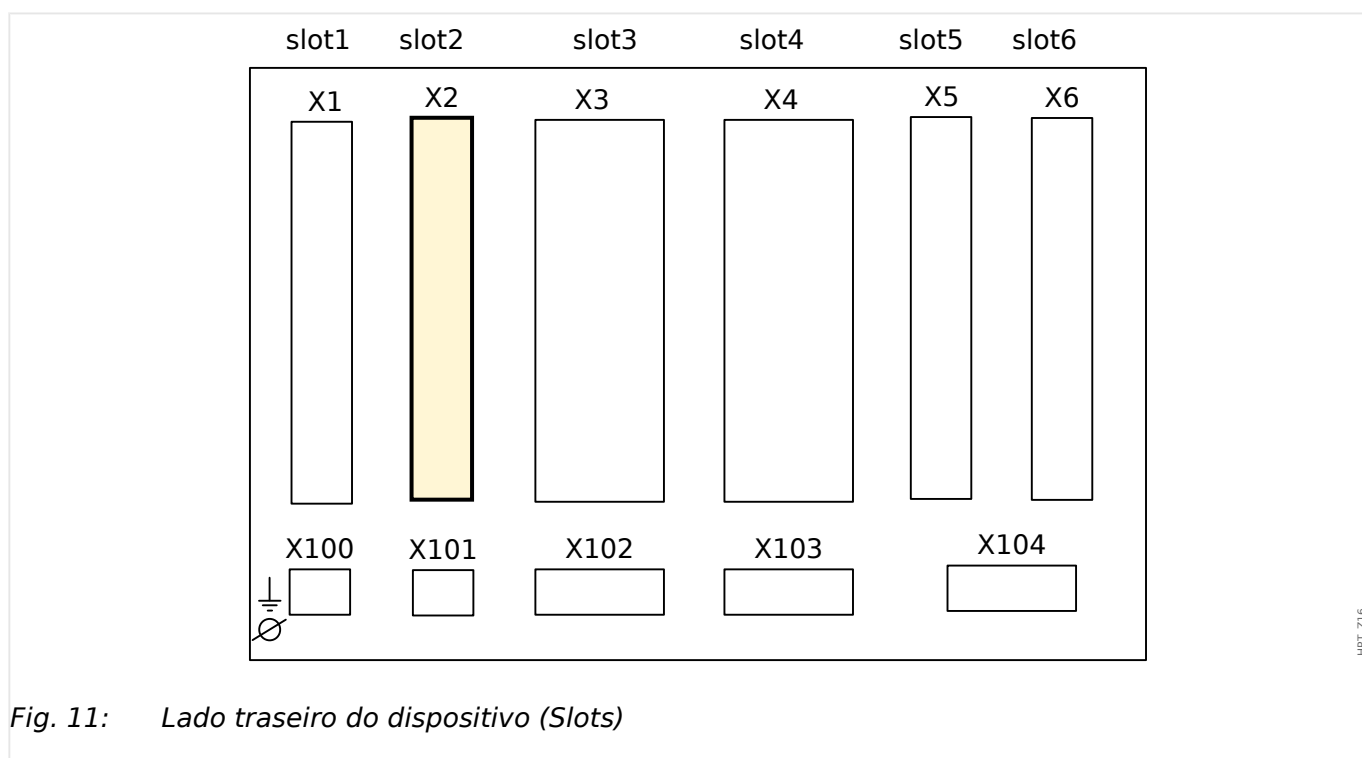 slot1 slot2 slot3 slot4 slot5 slot6
X1 X2 X3 X4 X5 X6
X100 X101 X102 X103 X104
Fig. 11: Lado traseiro do dispositivo (Slots)